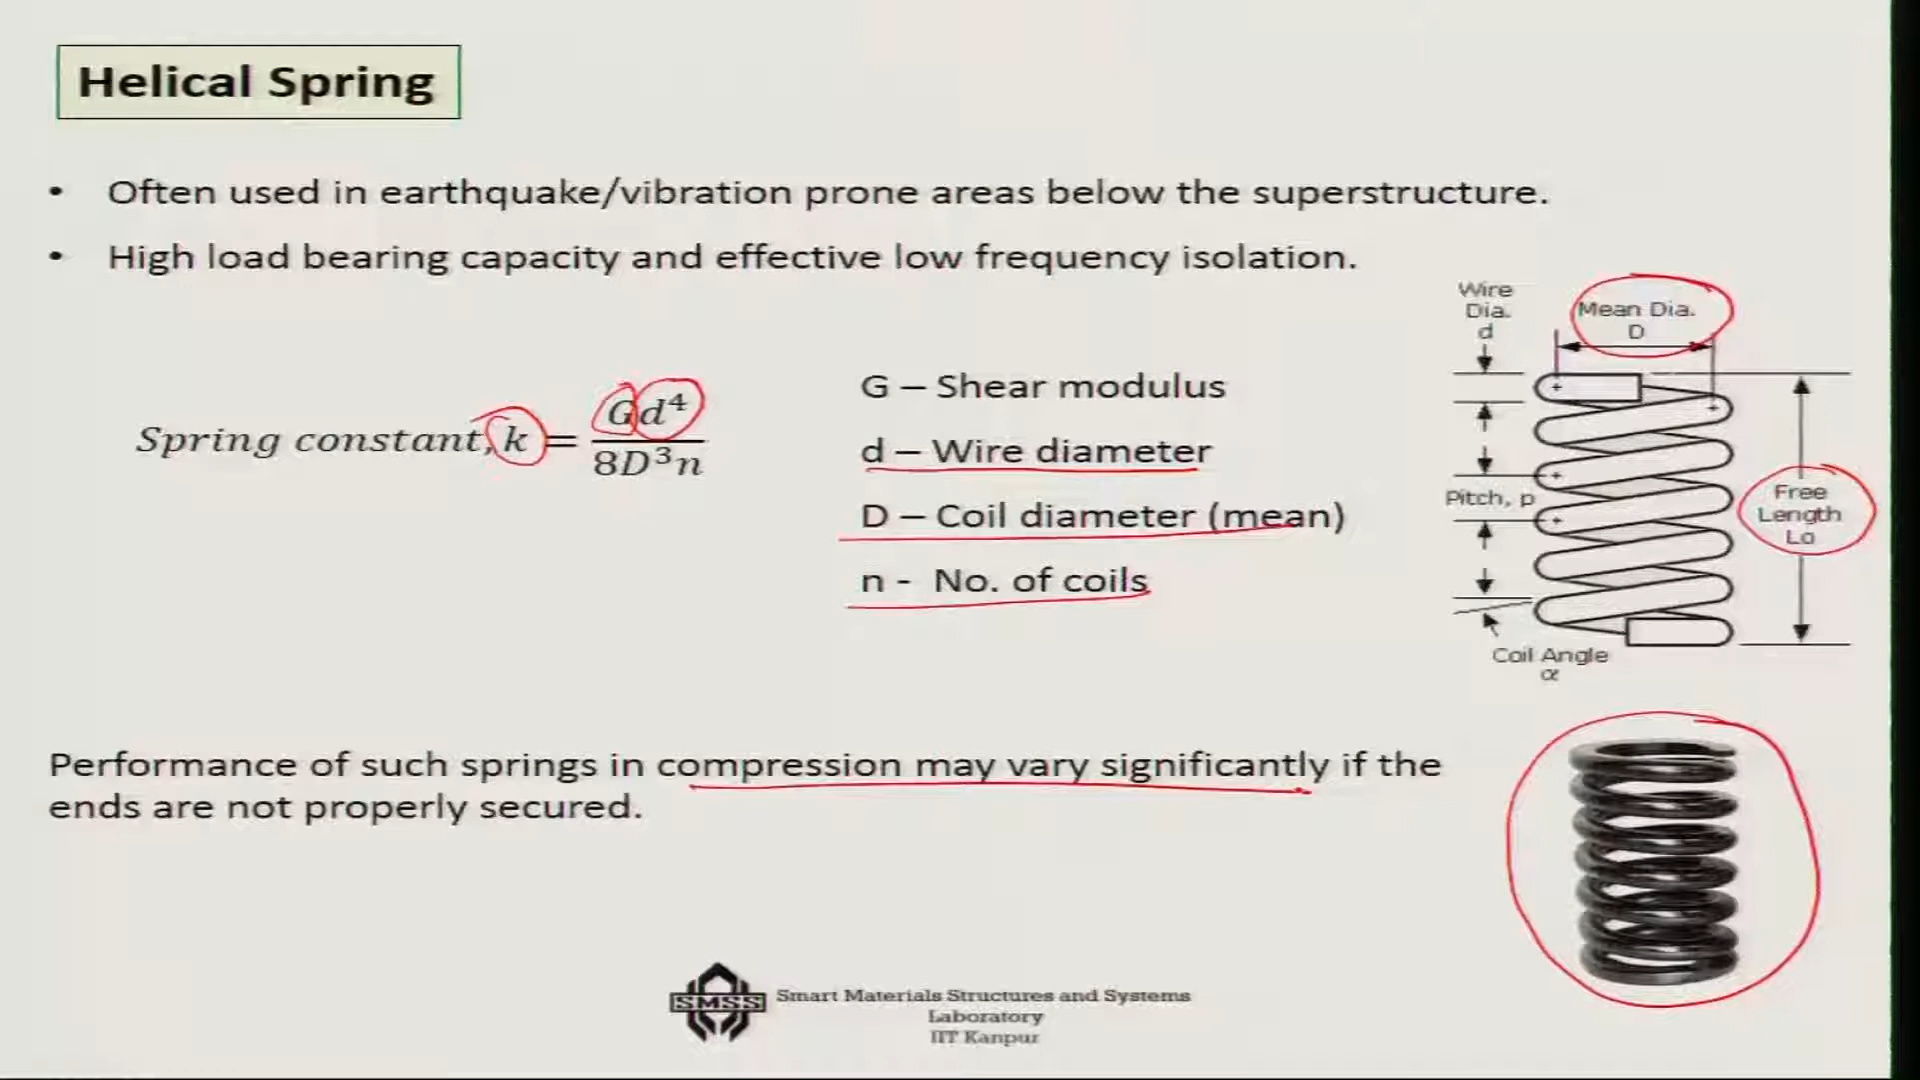 Helical Spring
• Often used in earthquake/vibration prone areas below the superstructure.
• High load bearing capacity and effective low frequency isolation.
Spring constant, k = Gd⁴ / 8D³n
G – Shear modulus
d – Wire diameter
D – Coil diameter (mean)
n - No. of coils
Wire
Dia.
d
Mean Dia.
D
Pitch, p
Free
Length
Lo
Coil Angle
α
Performance of such springs in compression may vary significantly if the
ends are not properly secured.
SMSS
Smart Materials Structures and Systems
Laboratory
IIT Kanpur